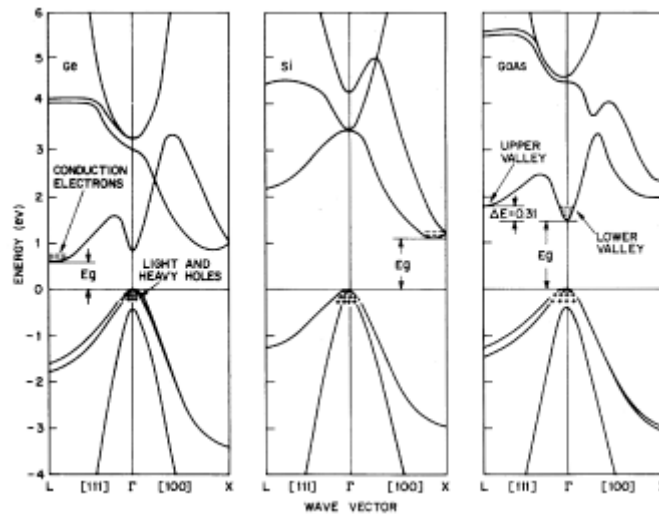 ENERGY (eV)
6
5
4
3
2
1
0
-1
-2
-3
-4
Ge
CONDUCTION
ELECTRONS
Eg
LIGHT AND
HEAVY HOLES
L [111] Γ [100] X
Si
Eg
L [111] Γ [100] X
GaAs
UPPER
VALLEY
ΔE=0.31
LOWER
VALLEY
Eg
L [111] Γ [100]
WAVE VECTOR